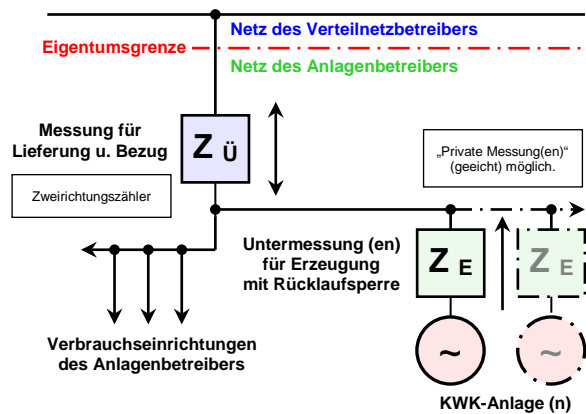 Netz des Verteilnetzbetreibers
Eigentumsgrenze
Netz des Anlagenbetreibers
Messung für
Lieferung u. Bezug
Z Ü
Zweirichtungszähler
„Private Messung(en)“
(geeicht) möglich.
Untermessung (en)
für Erzeugung
mit Rücklaufsperre
Z E
Z E
~
~
Verbrauchseinrichtungen
des Anlagenbetreibers
KWK-Anlage (n)